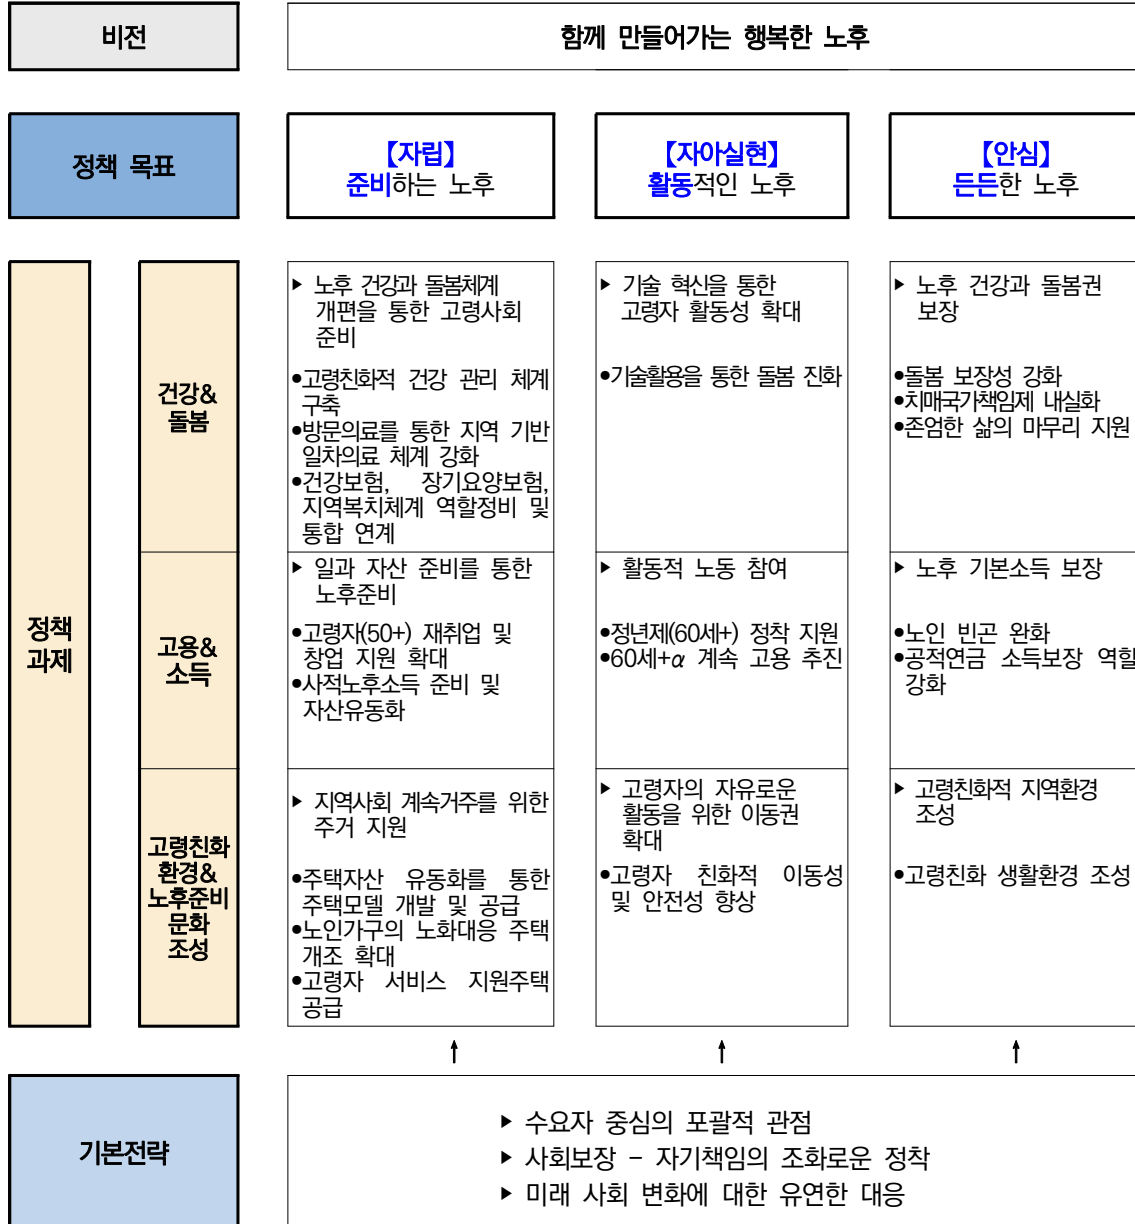 비전
함께 만들어가는 행복한 노후
정책 목표
【자립】
준비하는 노후
【자아실현】
활동적인 노후
【안심】
든든한 노후
정책
과제
건강&
돌봄
▶ 노후 건강과 돌봄체계
개편을 통한 고령사회
준비
●고령친화적 건강 관리 체계
구축
●방문의료를 통한 지역 기반
일차의료 체계 강화
●건강보험, 장기요양보험,
지역복치체계 역할정비 및
통합 연계
▶ 기술 혁신을 통한
고령자 활동성 확대
●기술활용을 통한 돌봄 진화
▶ 노후 건강과 돌봄권
보장
●돌봄 보장성 강화
●치매국가책임제 내실화
●존엄한 삶의 마무리 지원
고용&
소득
▶ 일과 자산 준비를 통한
노후준비
●고령자(50+) 재취업 및
창업 지원 확대
●사적노후소득 준비 및
자산유동화
▶ 활동적 노동 참여
●정년제(60세+) 정착 지원
●60세+α 계속 고용 추진
▶ 노후 기본소득 보장
●노인 빈곤 완화
●공적연금 소득보장 역할
강화
고령친화
환경&
노후준비
문화
조성
▶ 지역사회 계속거주를 위한
주거 지원
●주택자산 유동화를 통한
주택모델 개발 및 공급
●노인가구의 노화대응 주택
개조 확대
●고령자 서비스 지원주택
공급
▶ 고령자의 자유로운
활동을 위한 이동권
확대
●고령자 친화적 이동성
및 안전성 향상
▶ 고령친화적 지역환경
조성
●고령친화 생활환경 조성
기본전략
▶ 수요자 중심의 포괄적 관점
▶ 사회보장 – 자기책임의 조화로운 정착
▶ 미래 사회 변화에 대한 유연한 대응